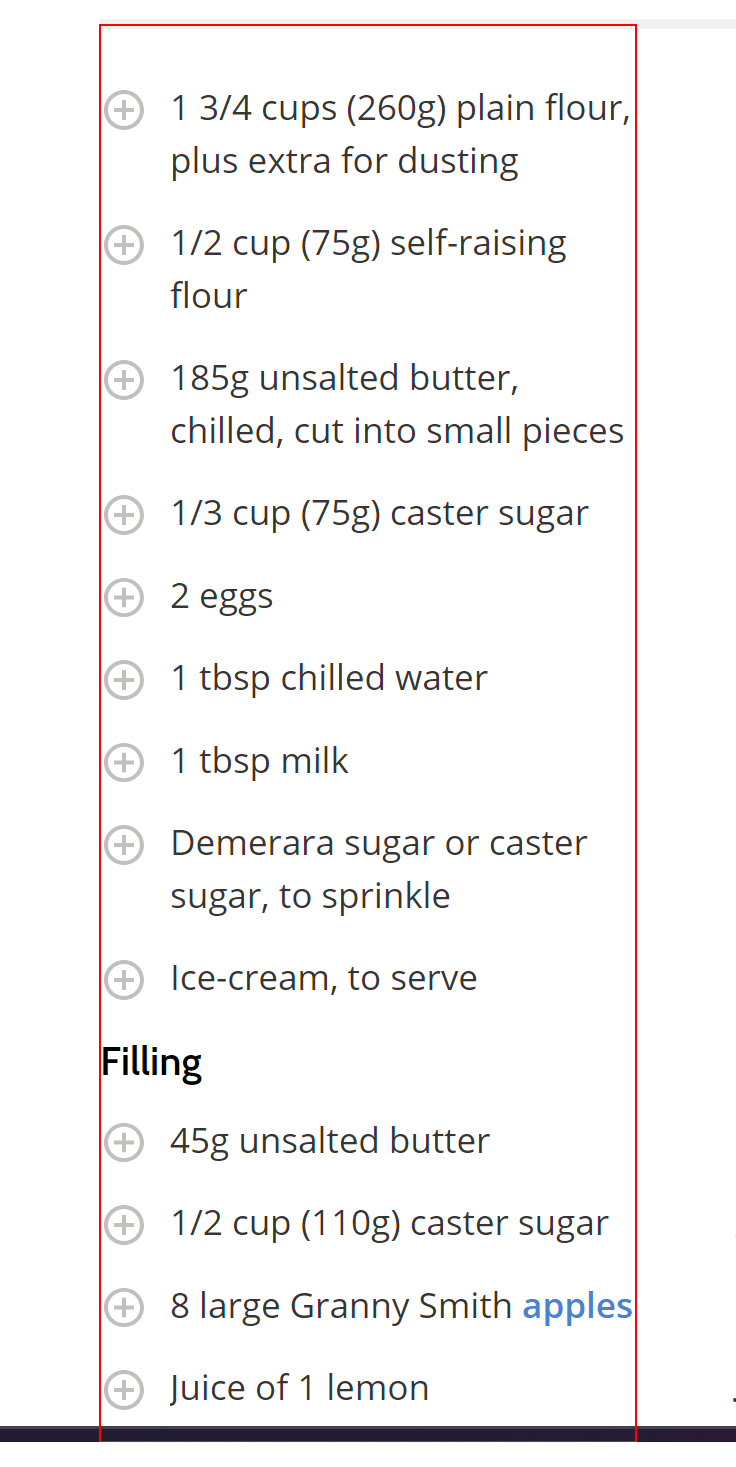 1 3/4 cups (260g) plain flour,
plus extra for dusting
1/2 cup (75g) self-raising
flour
185g unsalted butter,
chilled, cut into small pieces
1/3 cup (75g) caster sugar
2 eggs
1 tbsp chilled water
1 tbsp milk
Demerara sugar or caster
sugar, to sprinkle
Ice-cream, to serve
Filling
45g unsalted butter
1/2 cup (110g) caster sugar
8 large Granny Smith apples
Juice of 1 lemon